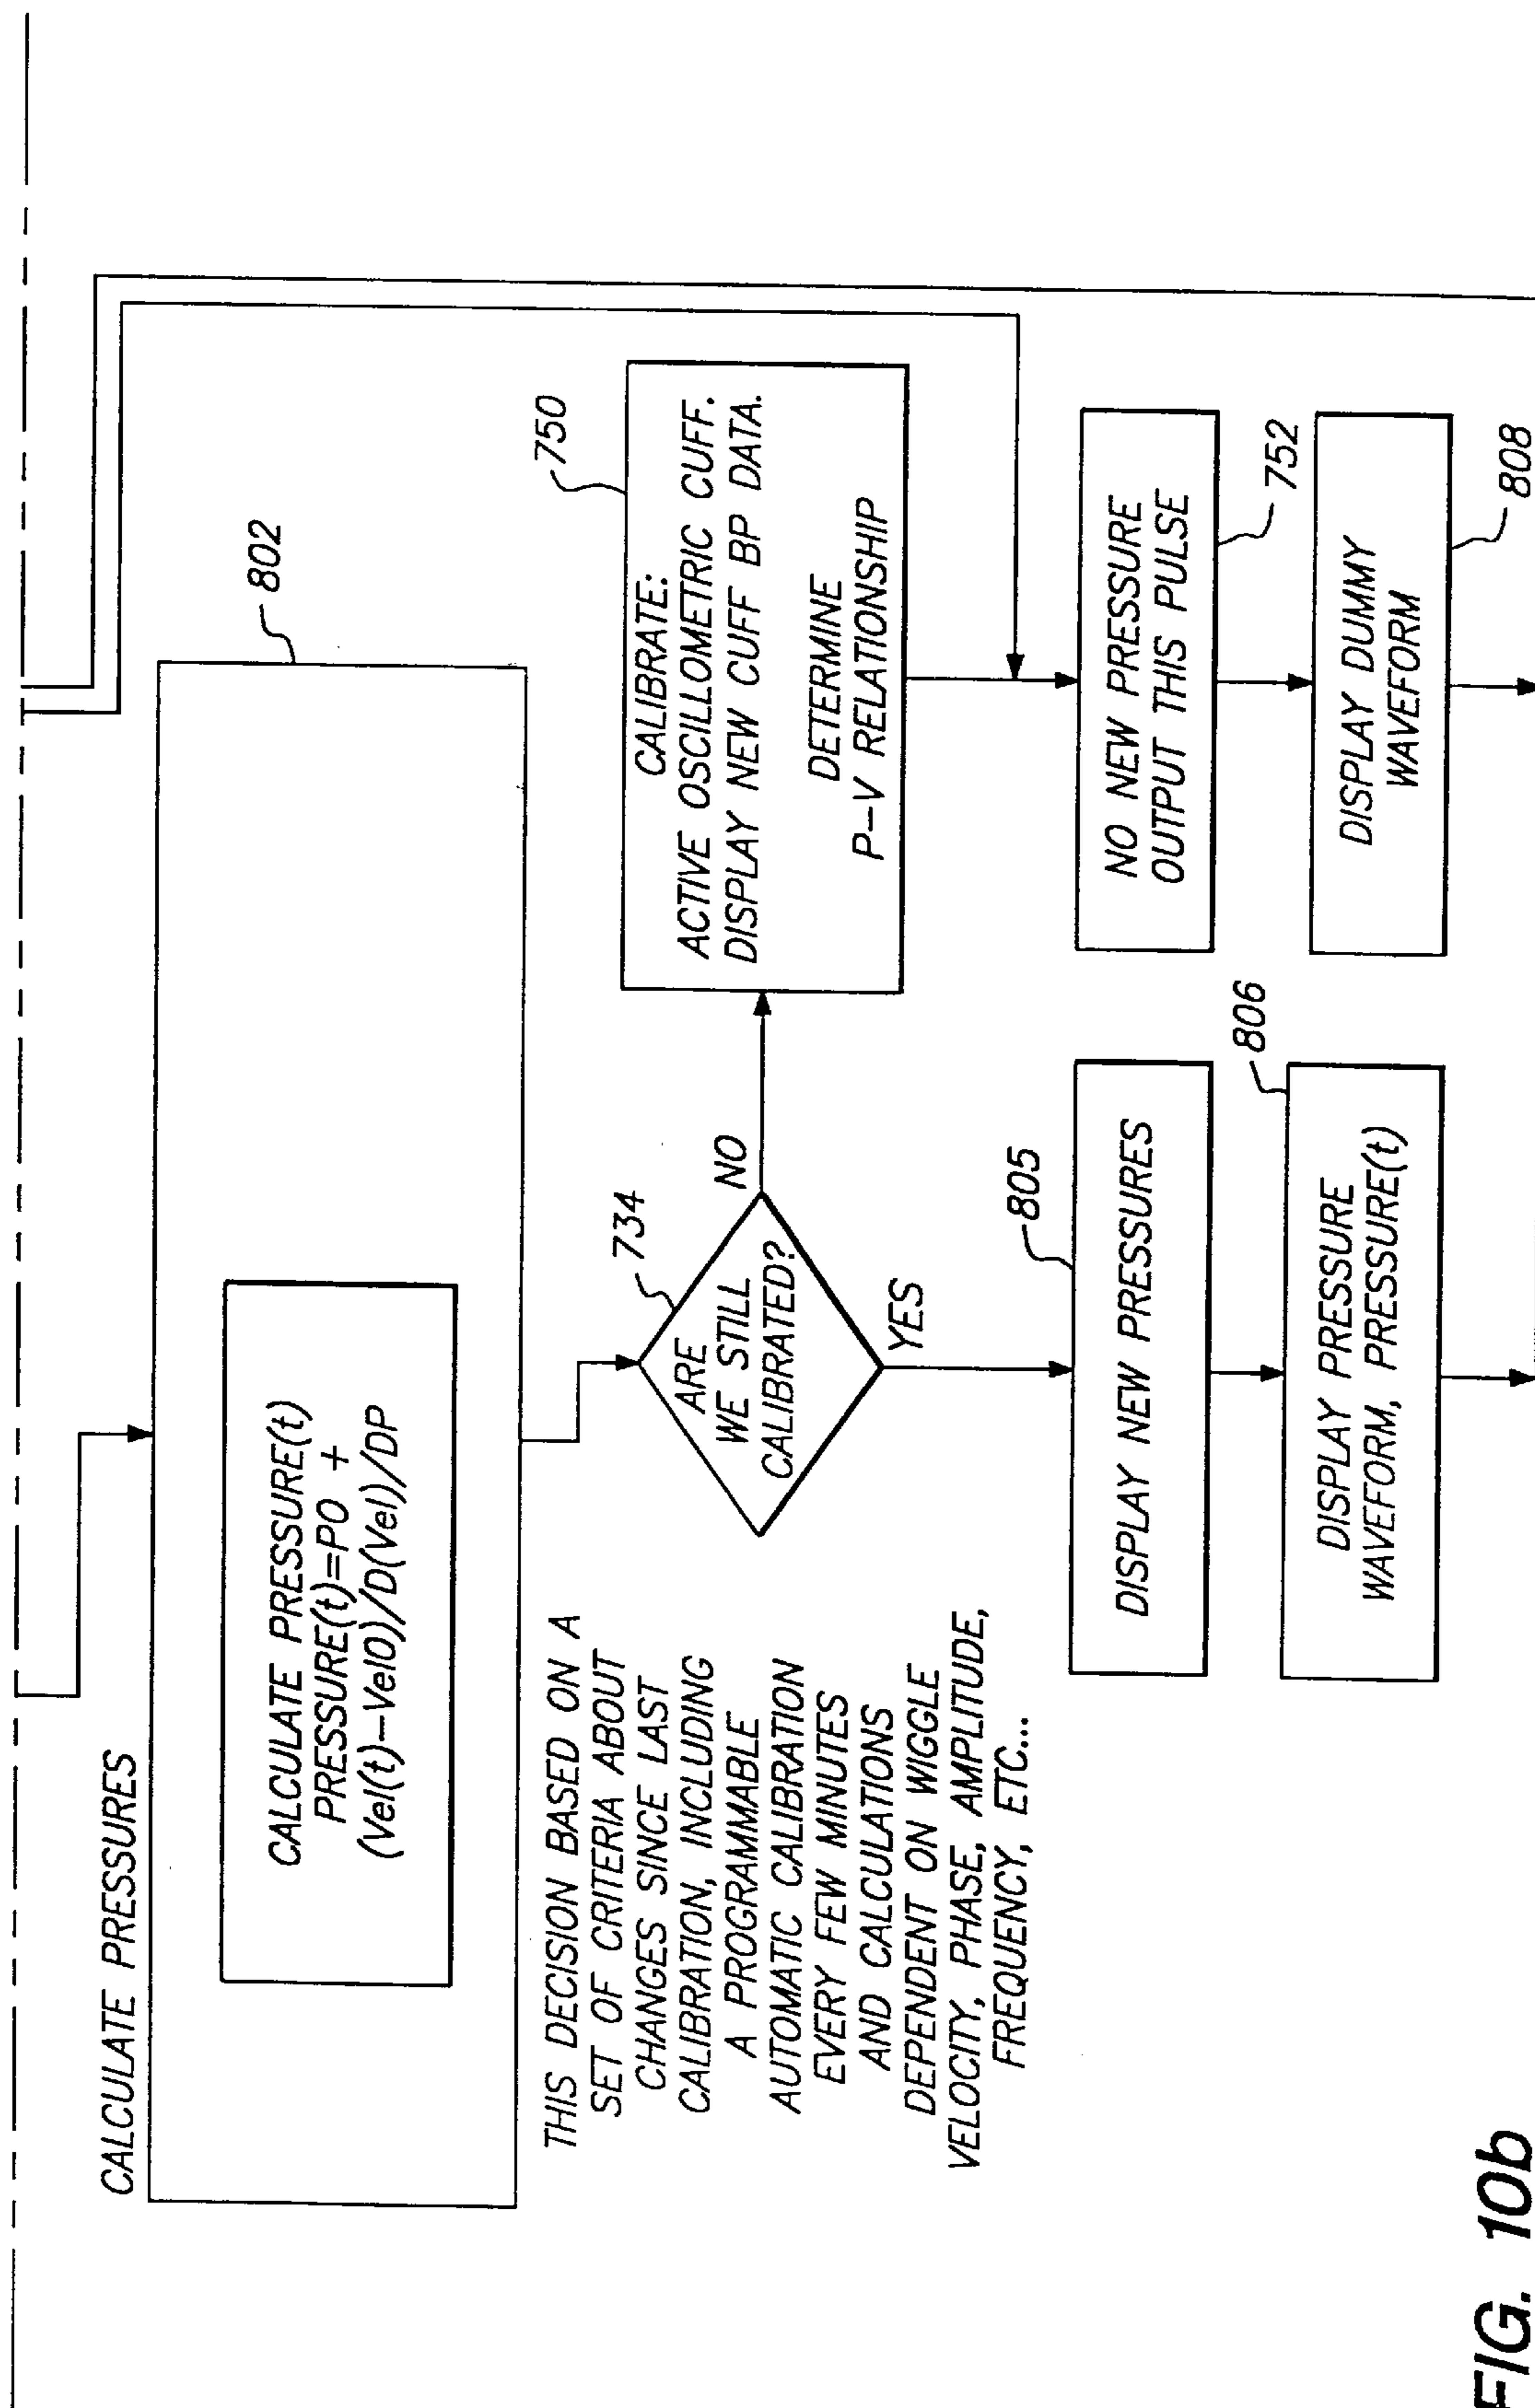 CALCULATE PRESSURES
802
CALCULATE PRESSURE(t)
PRESSURE(t)=PO +
(Vel(t)-VelO)/D(Vel)/DP
THIS DECISION BASED ON A
SET OF CRITERIA ABOUT
CHANGES SINCE LAST
CALIBRATION, INCLUDING
A PROGRAMMABLE
AUTOMATIC CALIBRATION
EVERY FEW MINUTES
AND CALCULATIONS
DEPENDENT ON WIGGLE
VELOCITY, PHASE, AMPLITUDE,
FREQUENCY, ETC...
734
ARE
WE STILL
CALIBRATED?
NO
YES
750
CALIBRATE:
ACTIVE OSCILLOMETRIC CUFF.
DISPLAY NEW CUFF BP DATA.
DETERMINE
P-V RELATIONSHIP
805
DISPLAY NEW PRESSURES
NO NEW PRESSURE
OUTPUT THIS PULSE
752
806
DISPLAY PRESSURE
WAVEFORM, PRESSURE(t)
DISPLAY DUMMY
WAVEFORM
808
FIG. 10b